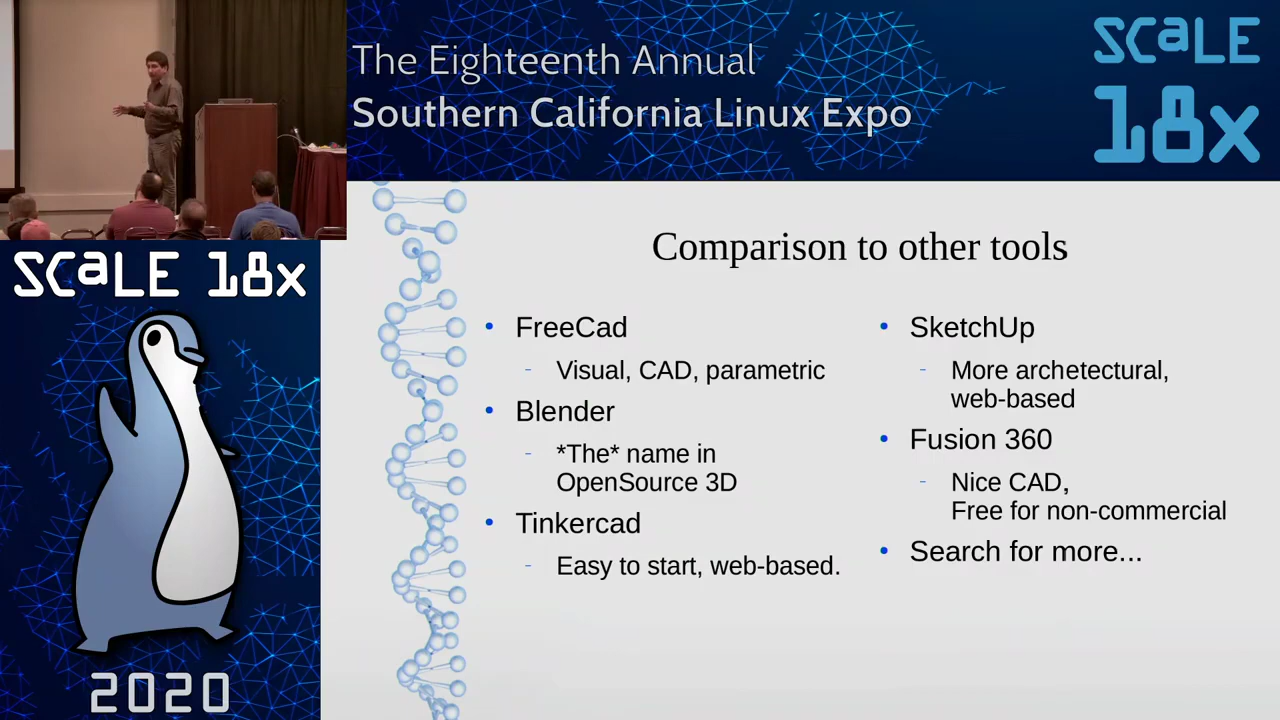 The Eighteenth Annual
Southern California Linux Expo
SCaLE
18x
SCaLE 18x
2020
Comparison to other tools
• FreeCad
- Visual, CAD, parametric
• Blender
- *The* name in
OpenSource 3D
• Tinkercad
- Easy to start, web-based.
• SketchUp
- More archetectural,
web-based
• Fusion 360
- Nice CAD,
Free for non-commercial
• Search for more...